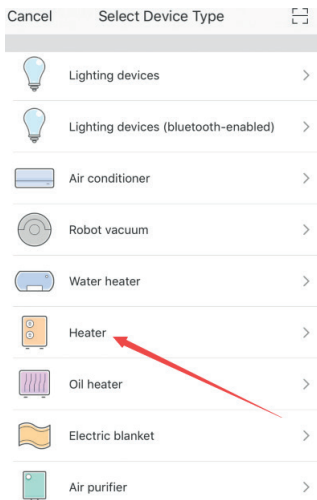 Cancel Select Device Type
Lighting devices
Lighting devices (bluetooth-enabled)
Air conditioner
Robot vacuum
Water heater
Heater
Oil heater
Electric blanket
Air purifier